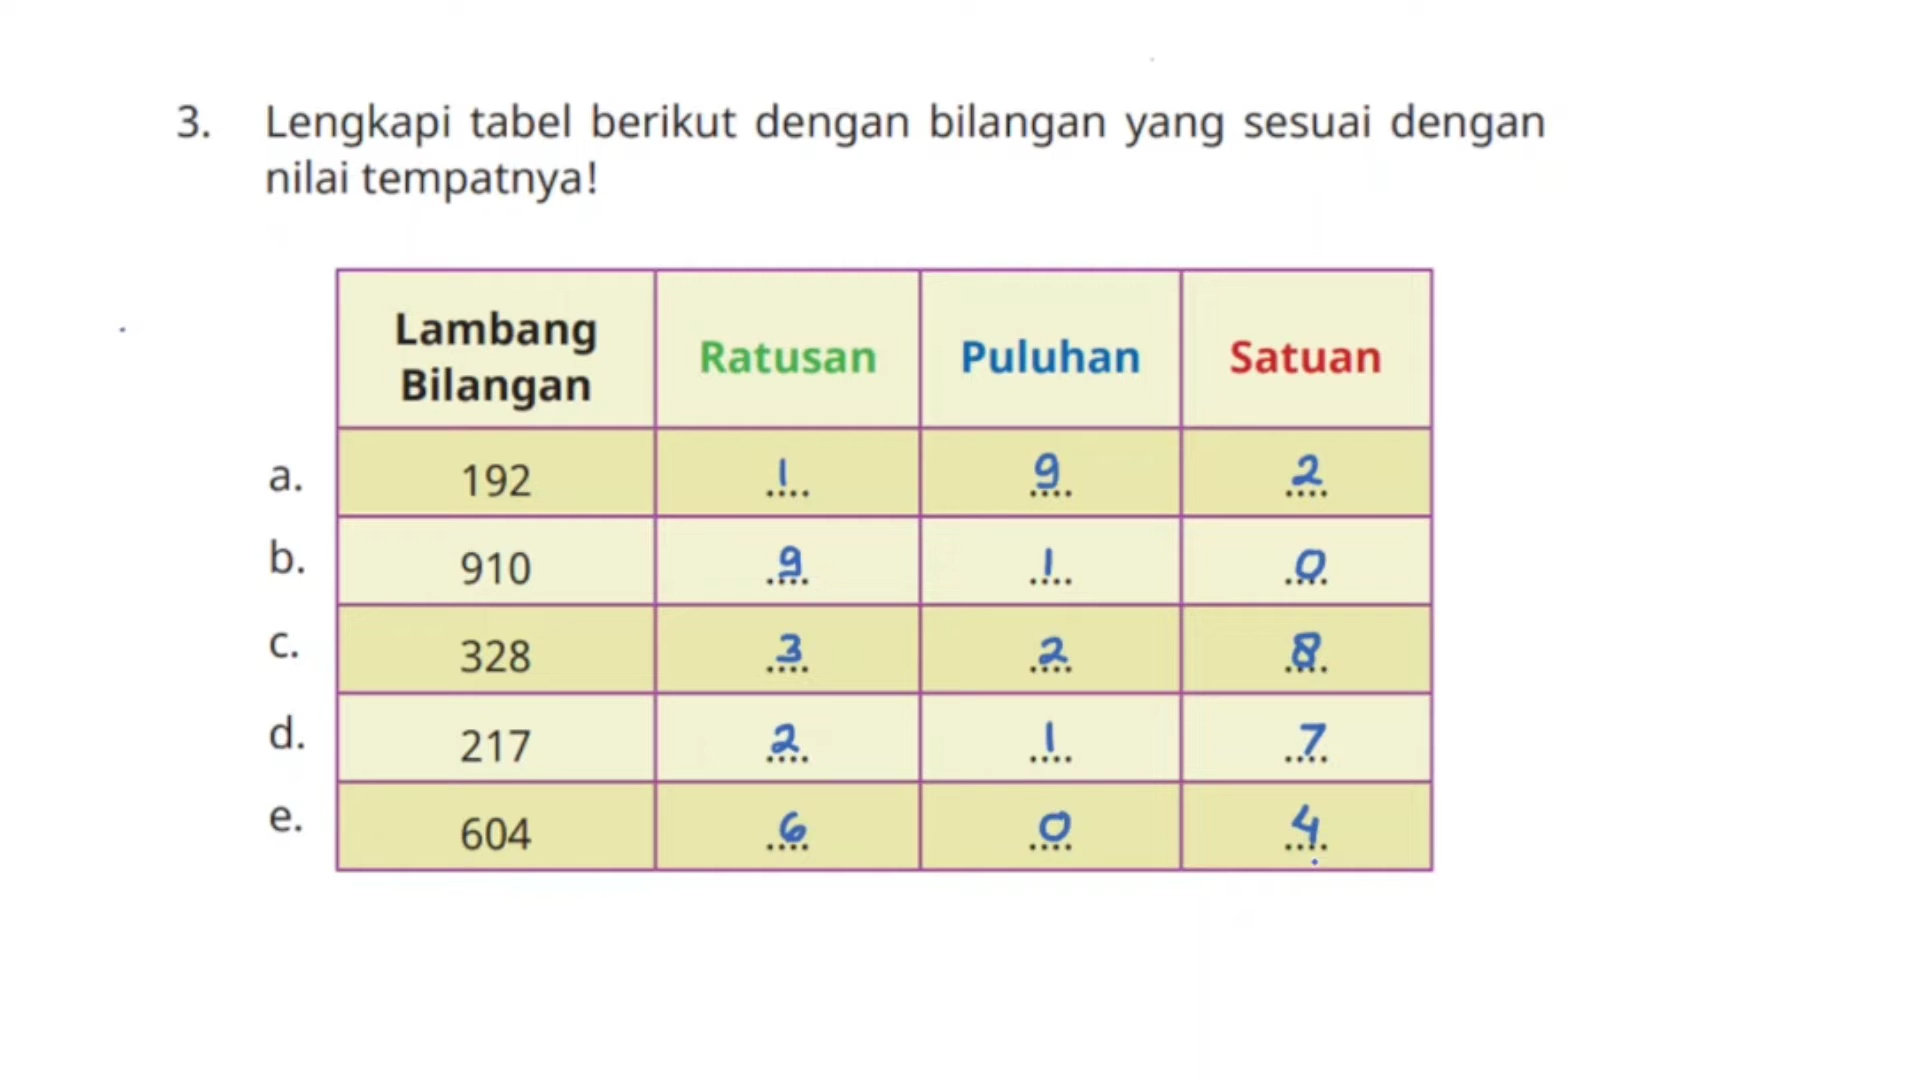 3. Lengkapi tabel berikut dengan bilangan yang sesuai dengan
nilai tempatnya!
Lambang Bilangan Ratusan Puluhan Satuan
a. 192 1 9 2
b. 910 9 1 0
c. 328 3 2 8
d. 217 2 1 7
e. 604 6 0 4